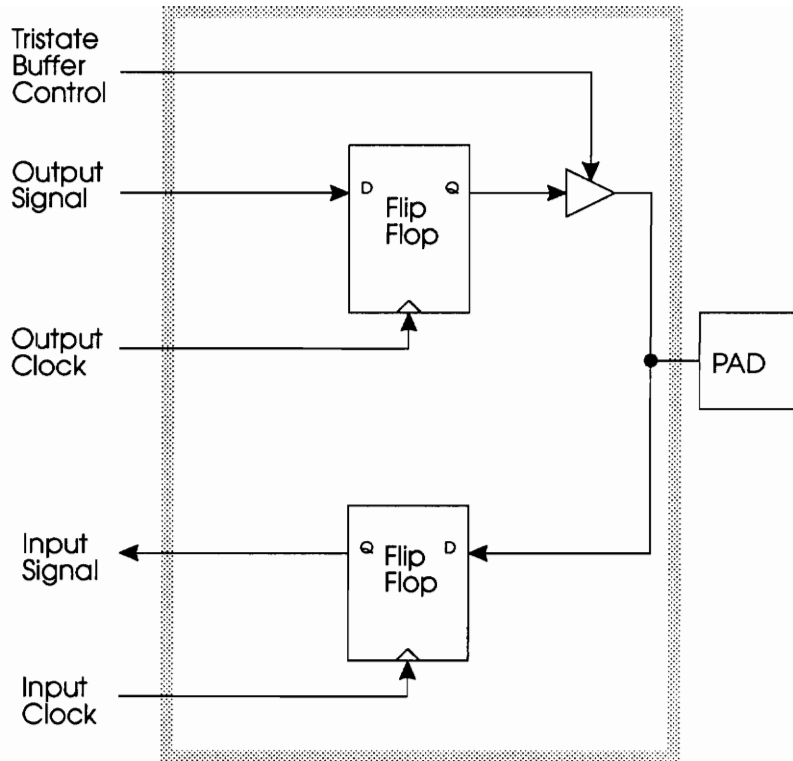 Tristate
Buffer
Control
Output
Signal
D
Q
Flip
Flop
Output
Clock
PAD
Input
Signal
Q
D
Flip
Flop
Input
Clock